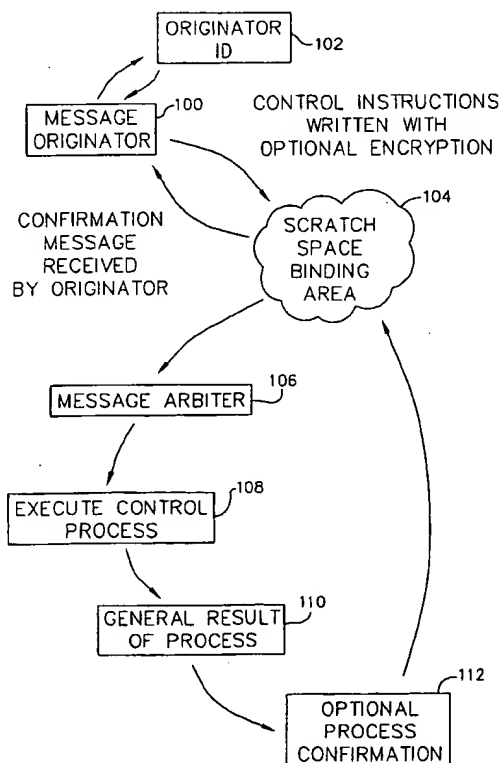 ORIGINATOR
ID
102
100
MESSAGE
ORIGINATOR
CONTROL INSTRUCTIONS
WRITTEN WITH
OPTIONAL ENCRYPTION
104
CONFIRMATION
MESSAGE
RECEIVED
BY ORIGINATOR
SCRATCH
SPACE
BINDING
AREA
106
MESSAGE ARBITER
108
EXECUTE CONTROL
PROCESS
110
GENERAL RESULT
OF PROCESS
112
OPTIONAL
PROCESS
CONFIRMATION